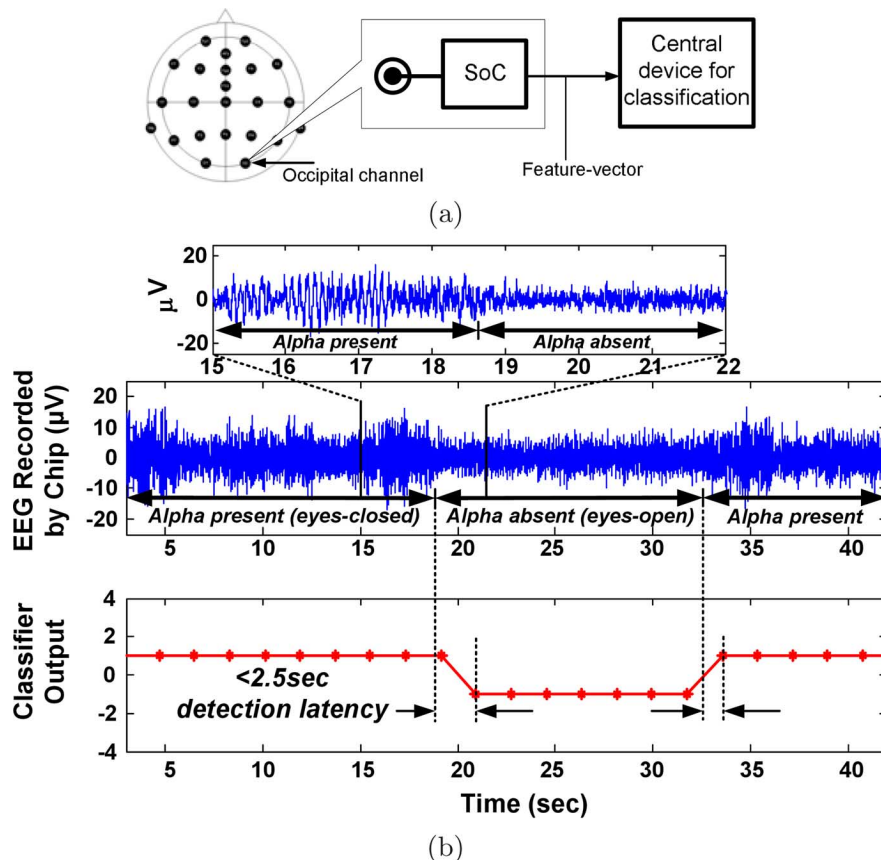 SoC
Central
device for
classification
Occipital channel
Feature-vector
(a)
µV
20
0
-20
Alpha present
Alpha absent
15 16 17 18 19 20 21 22
EEG Recorded
by Chip (µV)
20
10
0
-10
-20
Alpha present (eyes-closed)
Alpha absent (eyes-open)
Alpha present
5 10 15 20 25 30 35 40
Classifier
Output
4
2
0
-2
-4
<2.5sec
detection latency
5 10 15 20 25 30 35 40
Time (sec)
(b)